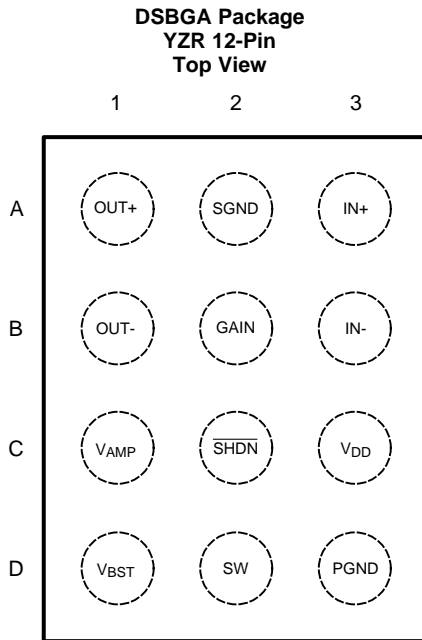 DSBGA Package
YZR 12-Pin
Top View
1 2 3
A OUT+ SGND IN+
B OUT- GAIN IN-
C VAMP SHDN VDD
D VBST SW PGND